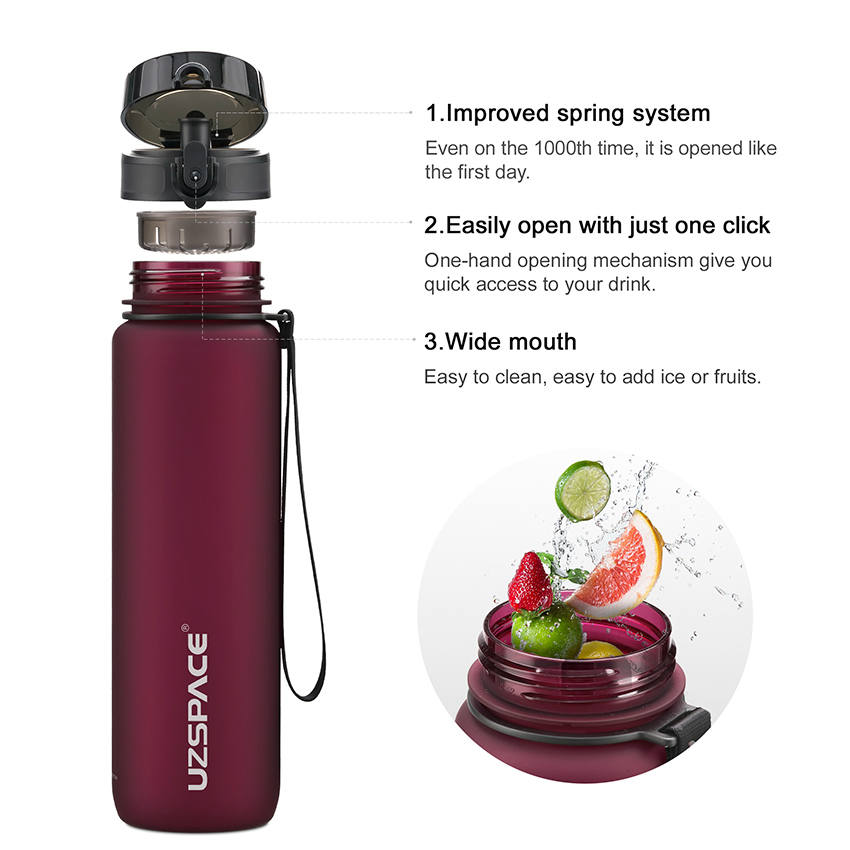 1.Improved spring system
Even on the 1000th time, it is opened like
the first day.
2.Easily open with just one click
One-hand opening mechanism give you
quick access to your drink.
3.Wide mouth
Easy to clean, easy to add ice or fruits.
UZSPACE®